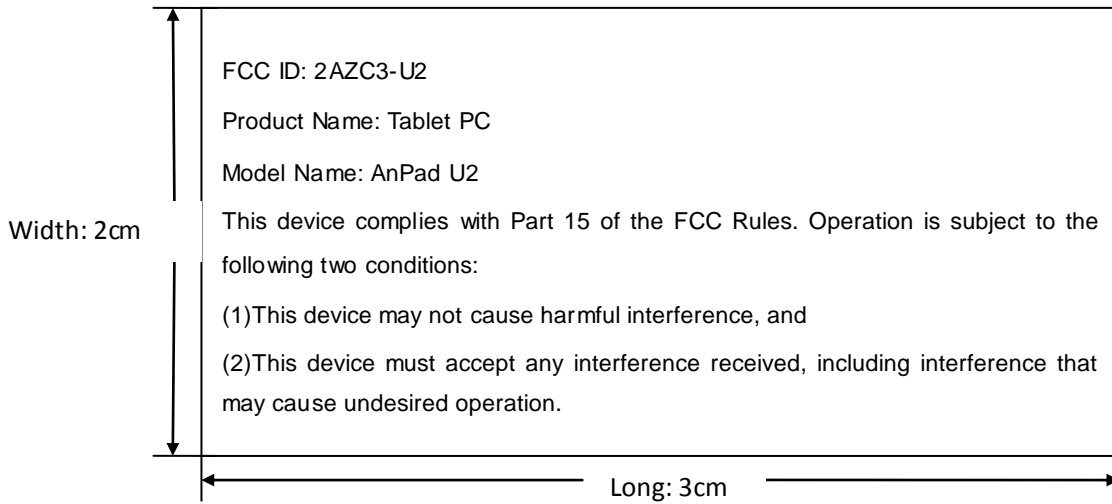 FCC ID: 2AZC3-U2
Product Name: Tablet PC
Model Name: AnPad U2
Width: 2cm
This device complies with Part 15 of the FCC Rules. Operation is subject to the
following two conditions:
(1)This device may not cause harmful interference, and
(2)This device must accept any interference received, including interference that
may cause undesired operation.
Long: 3cm